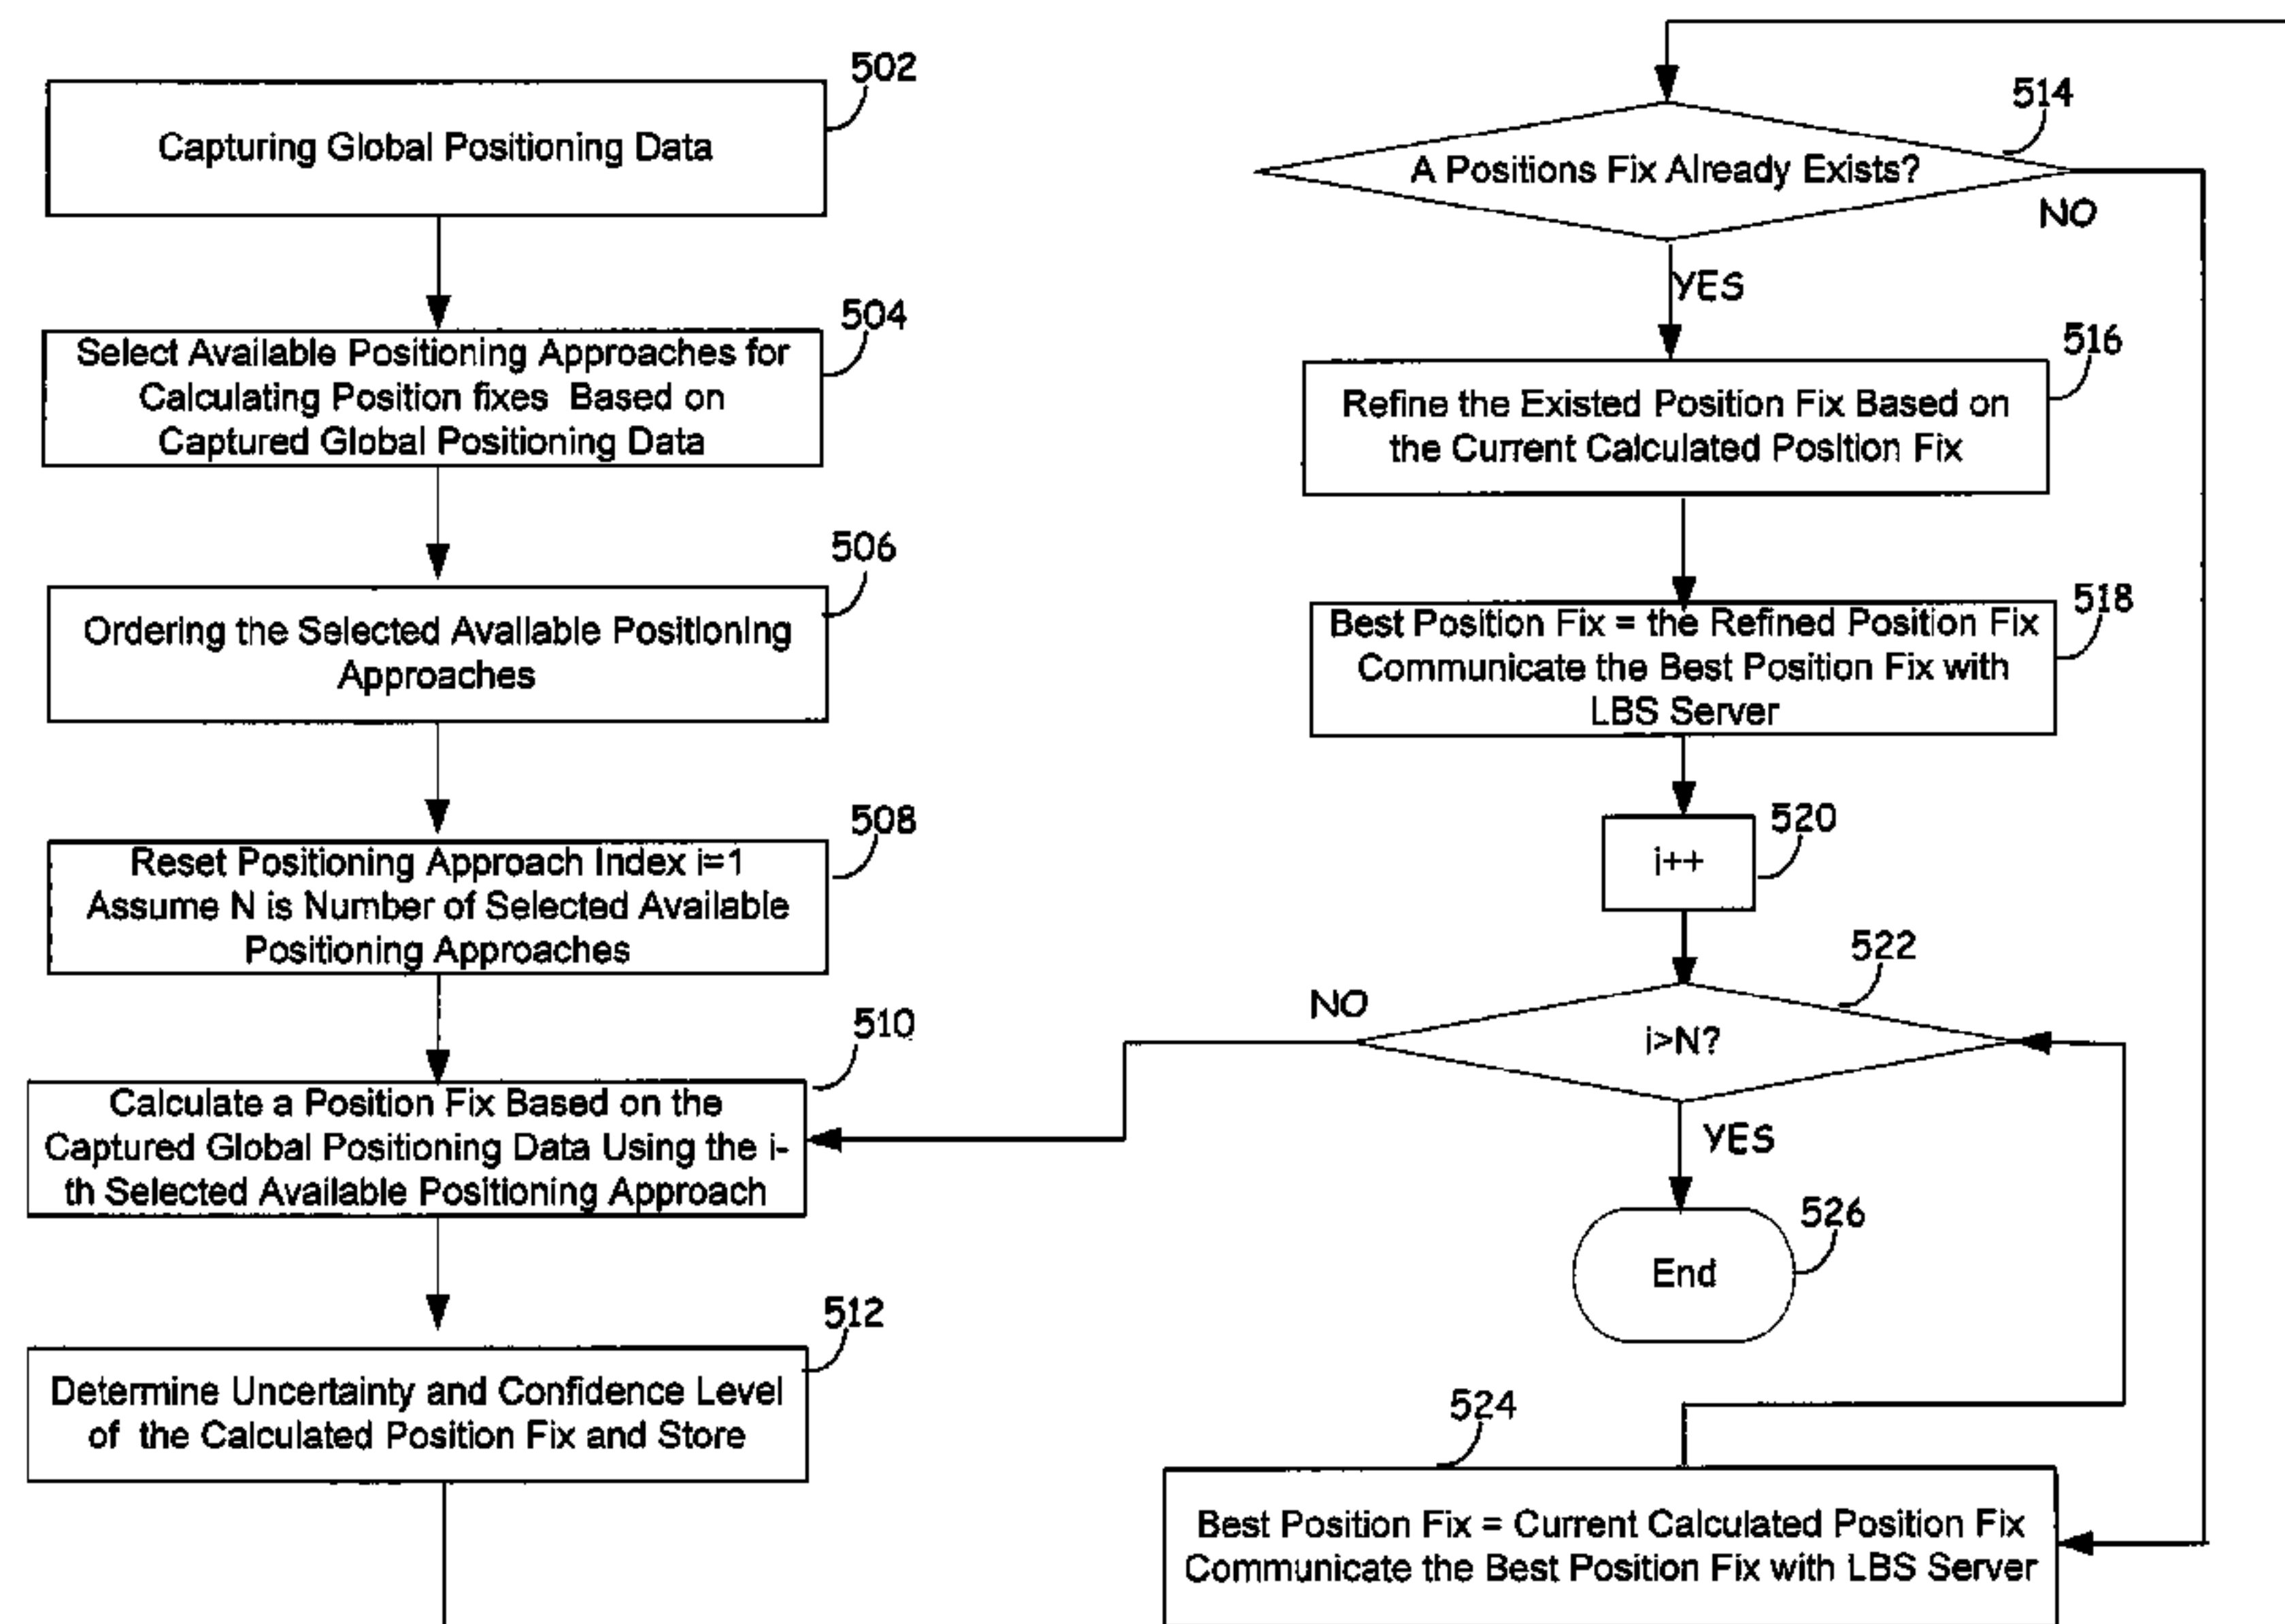 502
Capturing Global Positioning Data
504
Select Available Positioning Approaches for
Calculating Position fixes Based on
Captured Global Positioning Data
506
Ordering the Selected Available Positioning
Approaches
508
Reset Positioning Approach Index i=1
Assume N is Number of Selected Available
Positioning Approaches
510
Calculate a Position Fix Based on the
Captured Global Positioning Data Using the i-
th Selected Available Positioning Approach
512
Determine Uncertainty and Confidence Level
of the Calculated Position Fix and Store
514
A Positions Fix Already Exists?
NO
YES
516
Refine the Existed Position Fix Based on
the Current Calculated Position Fix
518
Best Position Fix = the Refined Position Fix
Communicate the Best Position Fix with
LBS Server
520
i++
522
NO
i>N?
YES
526
End
524
Best Position Fix = Current Calculated Position Fix
Communicate the Best Position Fix with LBS Server